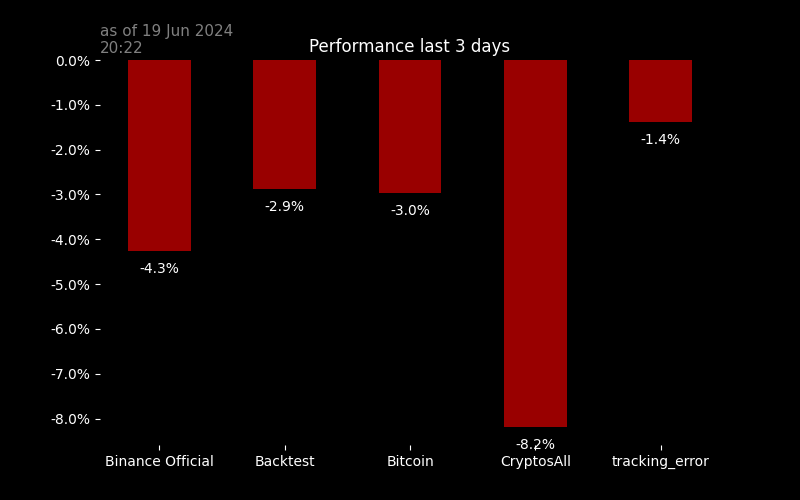 as of 19 Jun 2024
20:22
Performance last 3 days
0.0%
-1.0%
-2.0%
-3.0%
-4.0%
-5.0%
-6.0%
-7.0%
-8.0%
-4.3%
-2.9%
-3.0%
-8.2%
-1.4%
Binance Official
Backtest
Bitcoin
CryptosAll
tracking_error